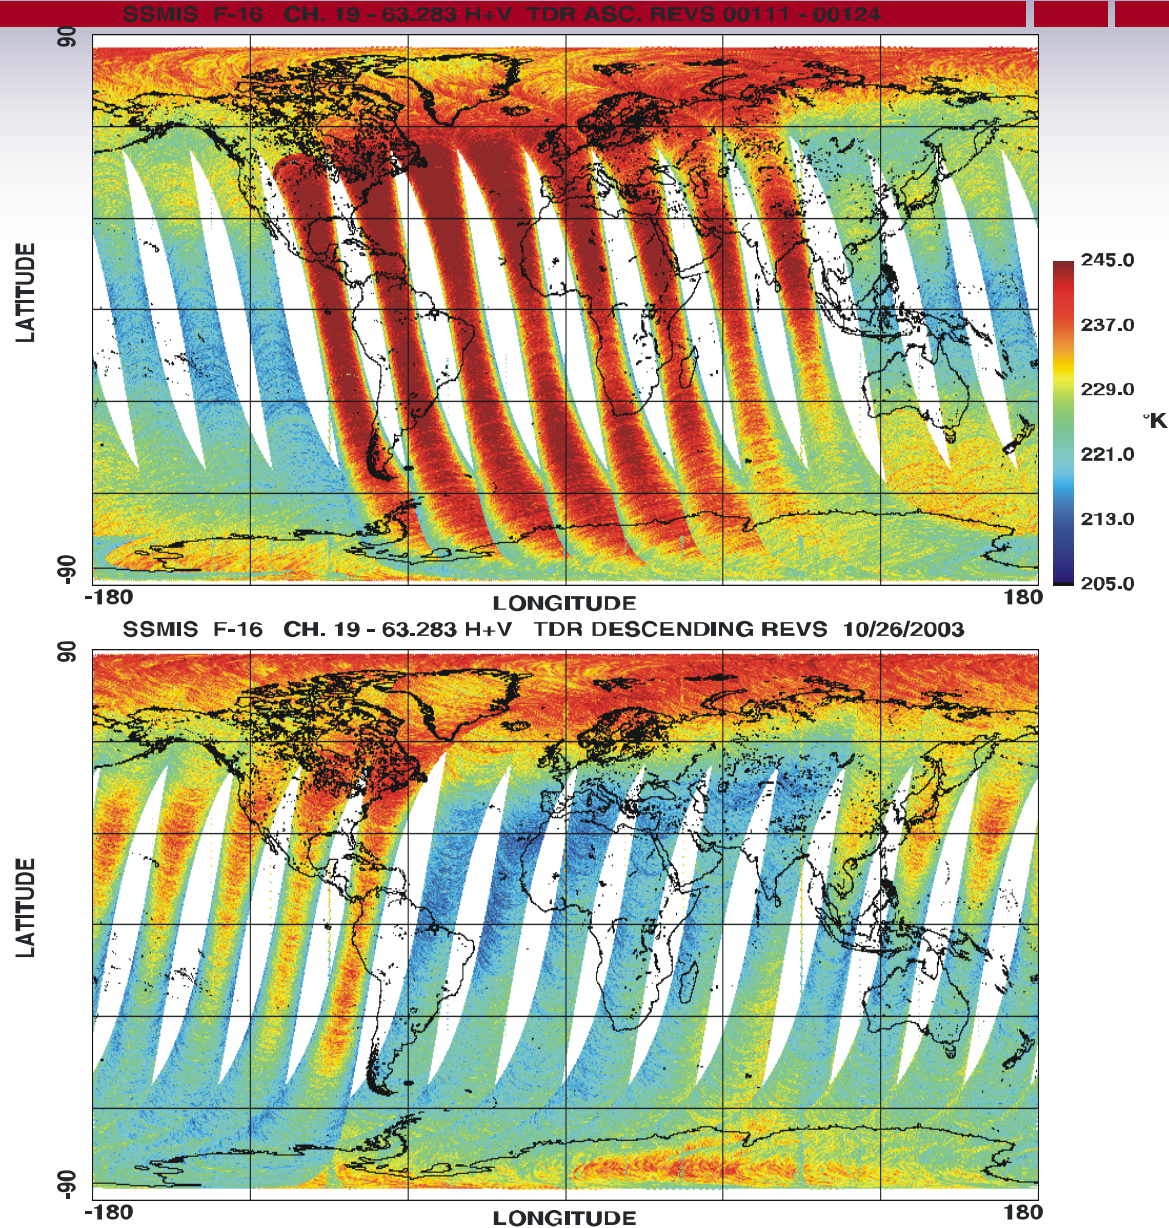 SSMIS F-16 CH. 19 - 63.283 H+V TDR ASC. REVS 00111 - 00124
90
LATITUDE
-90
-180
LONGITUDE
180
245.0
237.0
229.0
°K
221.0
213.0
205.0
SSMIS F-16 CH. 19 - 63.283 H+V TDR DESCENDING REVS 10/26/2003
90
LATITUDE
-90
-180
LONGITUDE
180